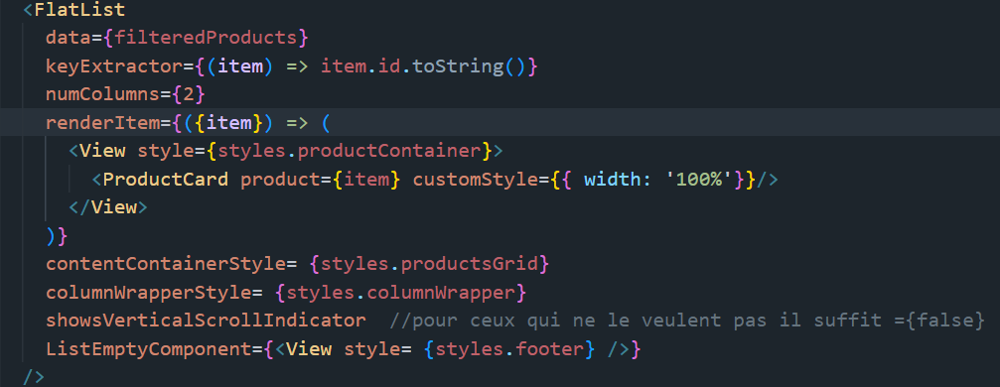 <FlatList
data={filteredProducts}
keyExtractor={(item) => item.id.toString()}
numColumns={2}
renderItem={({item}) => (
<View style={styles.productContainer}>
<ProductCard product={item} customStyle={{ width: '100%'}}/>
</View>
)}
contentContainerStyle= {styles.productsGrid}
columnWrapperStyle= {styles.columnWrapper}
showsVerticalScrollIndicator  //pour ceux qui ne le veulent pas il suffit ={false}
ListEmptyComponent={<View style= {styles.footer} />}
/>